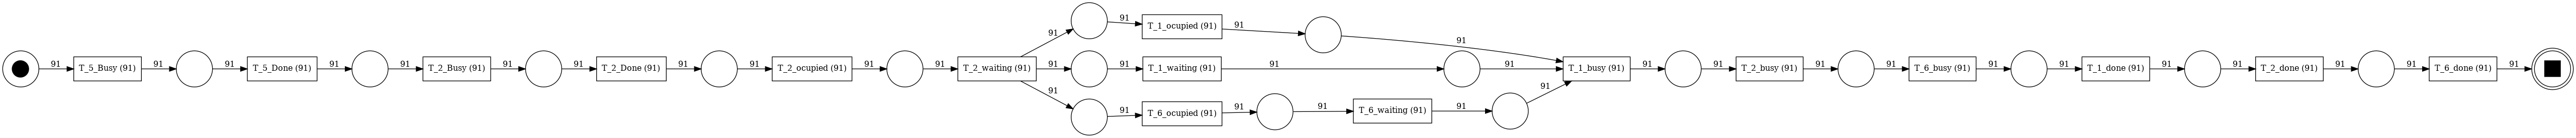 91 T_5_Busy (91) 91 91 T_5_Done (91) 91 91 T_2_Busy (91) 91 91 T_2_Done (91) 91 91 T_2_ocupied (91) 91 91 T_2_waiting (91)
91 91 T_1_ocupied (91) 91 91
91 91 T_1_waiting (91) 91 91
91 91 T_6_ocupied (91) 91 91 T_6_waiting (91) 91 91
T_1_busy (91) 91 91 T_2_busy (91) 91 91 T_6_busy (91) 91 91 T_1_done (91) 91 91 T_2_done (91) 91 91 T_6_done (91) 91